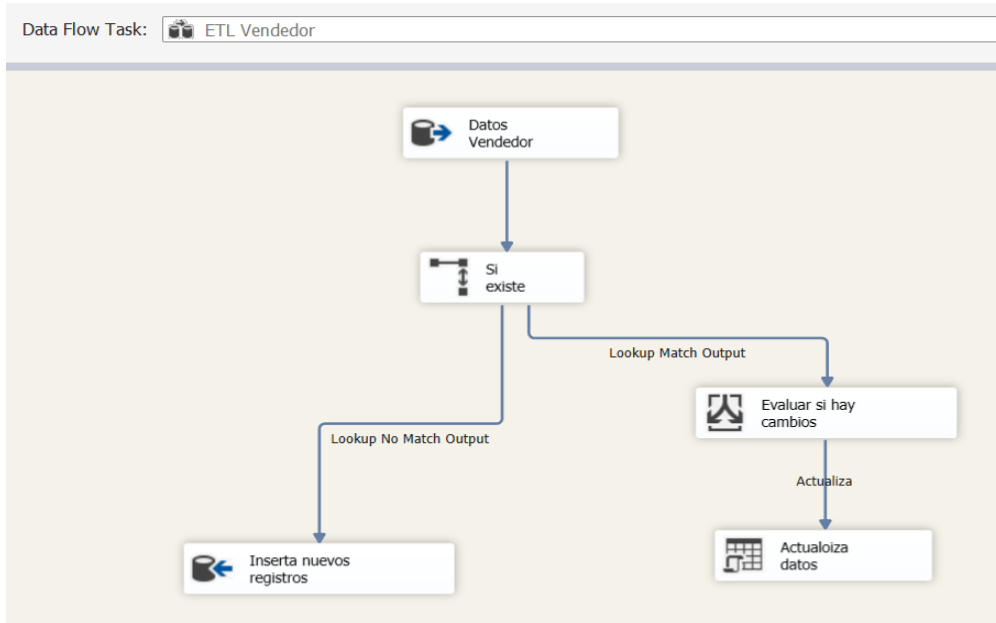 Data Flow Task: ETL Vendedor
Datos
Vendedor
Si
existe
Lookup Match Output
Evaluar si hay
cambios
Lookup No Match Output
Actualiza
Inserta nuevos
registros
Actualoiza
datos